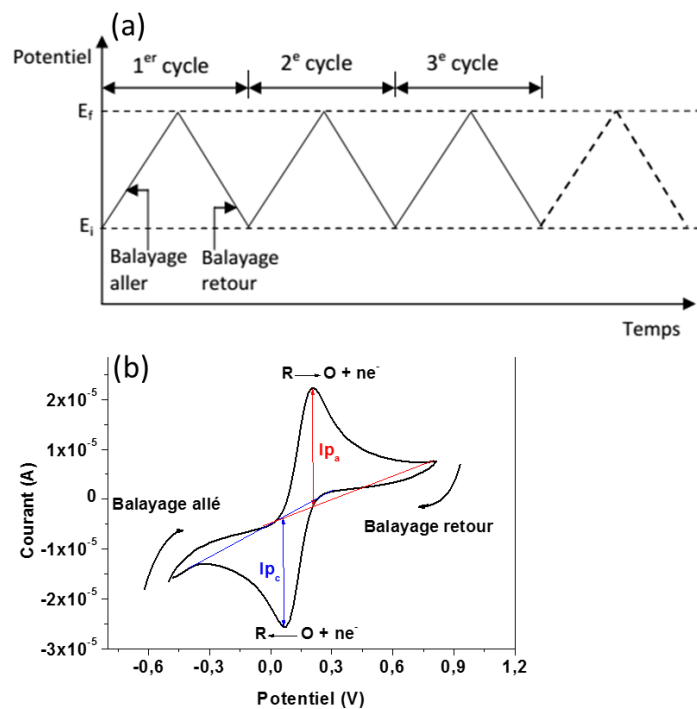 (a)
Potentiel
1er cycle
2e cycle
3e cycle
Ef
Ei
Balayage
aller
Balayage
retour
Temps
(b)
R → O + ne-
2x10-5
1x10-5
0
-1x10-5
-2x10-5
-3x10-5
Courant (A)
Ipa
Balayage allé
Balayage retour
Ipc
R ← O + ne-
-0,6
-0,3
0,0
0,3
0,6
0,9
1,2
Potentiel (V)